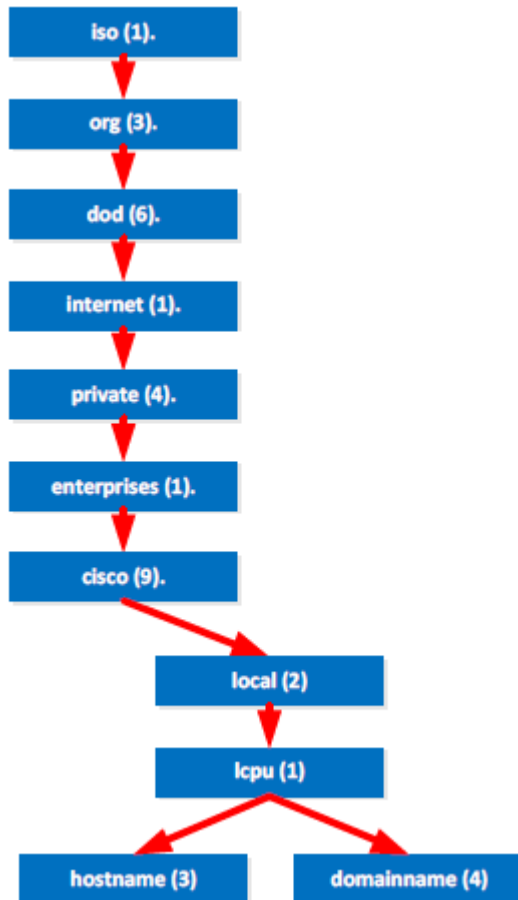 iso (1).
org (3).
dod (6).
internet (1).
private (4).
enterprises (1).
cisco (9).
local (2)
lcpu (1)
hostname (3)
domainname (4)